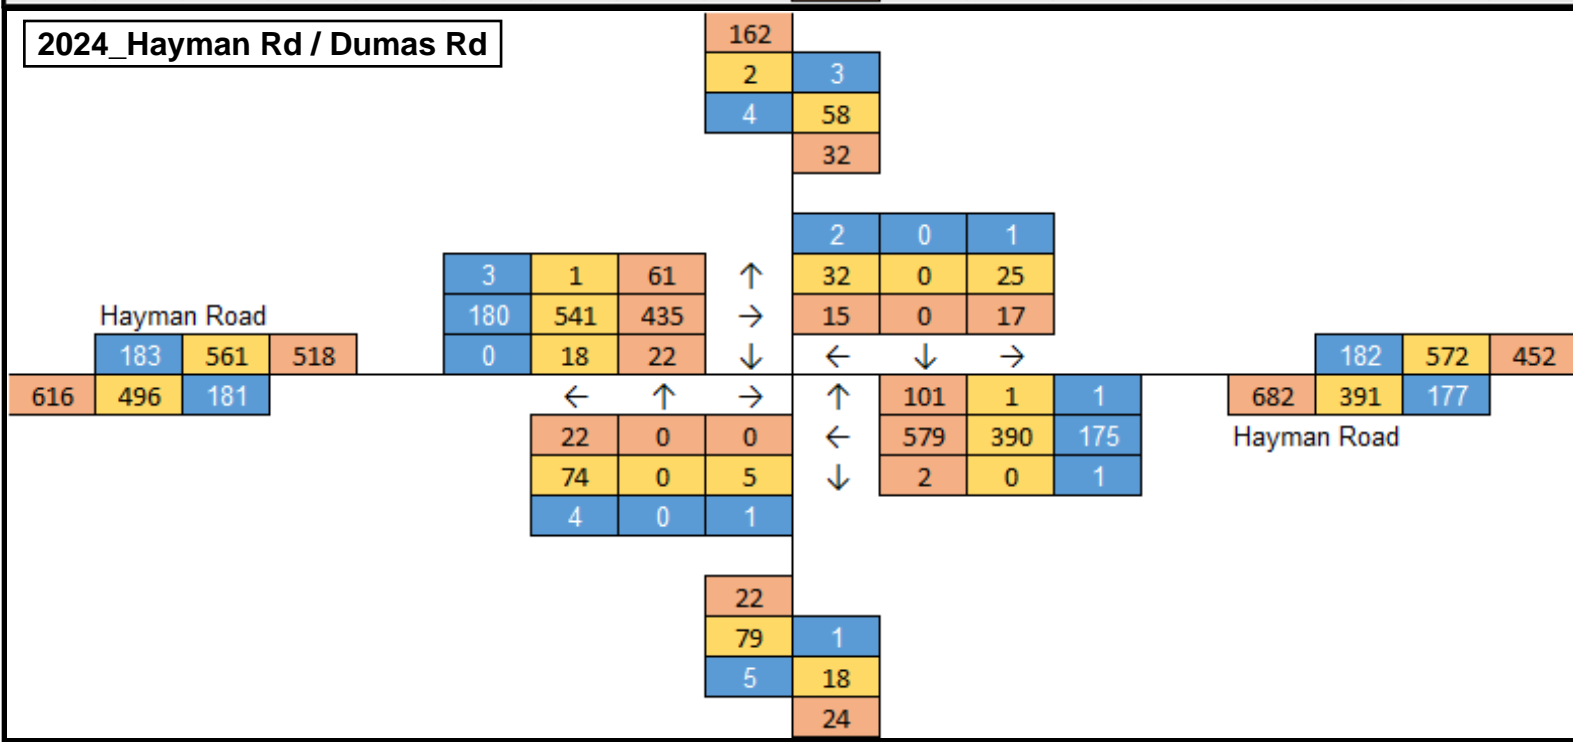 2024_Hayman Rd / Dumas Rd
162
2 3
4 58
32
2 0 1
3 1 61 ↑ 32 0 25
Hayman Road 180 541 435 → 15 0 17
183 561 518 0 18 22 ↓ ← ↓ → 182 572 452
616 496 181 ← ↑ → ↑ 101 1 1 682 391 177
22 0 0 ← 579 390 175 Hayman Road
74 0 5 ↓ 2 0 1
4 0 1
22
79 1
5 18
24